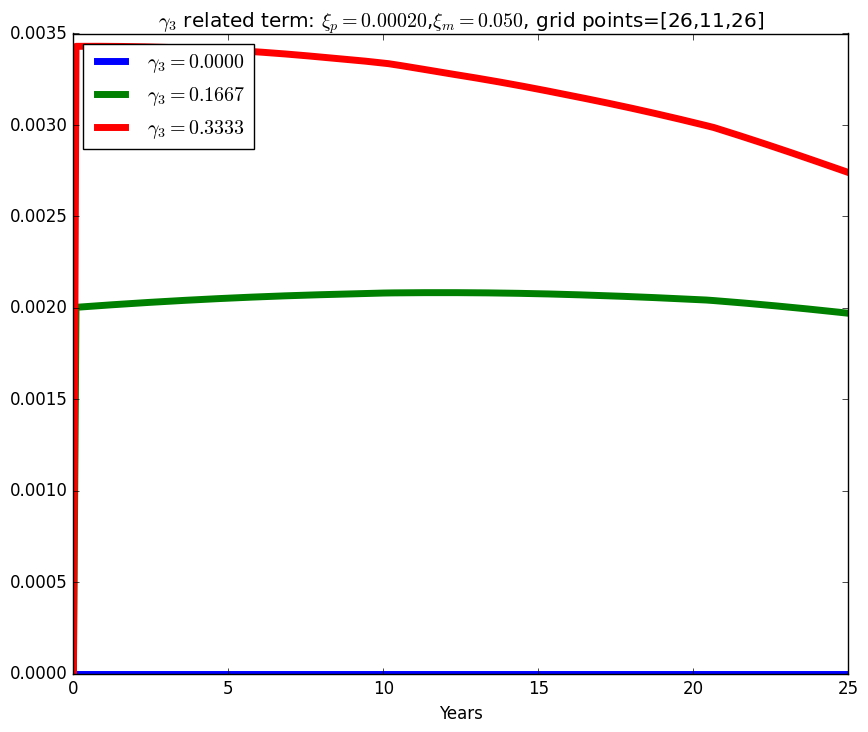 γ₃ related term: ξₚ = 0.00020,ξₘ = 0.050, grid points=[26,11,26]
γ₃ = 0.0000
γ₃ = 0.1667
γ₃ = 0.3333
0.0035
0.0030
0.0025
0.0020
0.0015
0.0010
0.0005
0.0000
0 5 10 15 20 25
Years